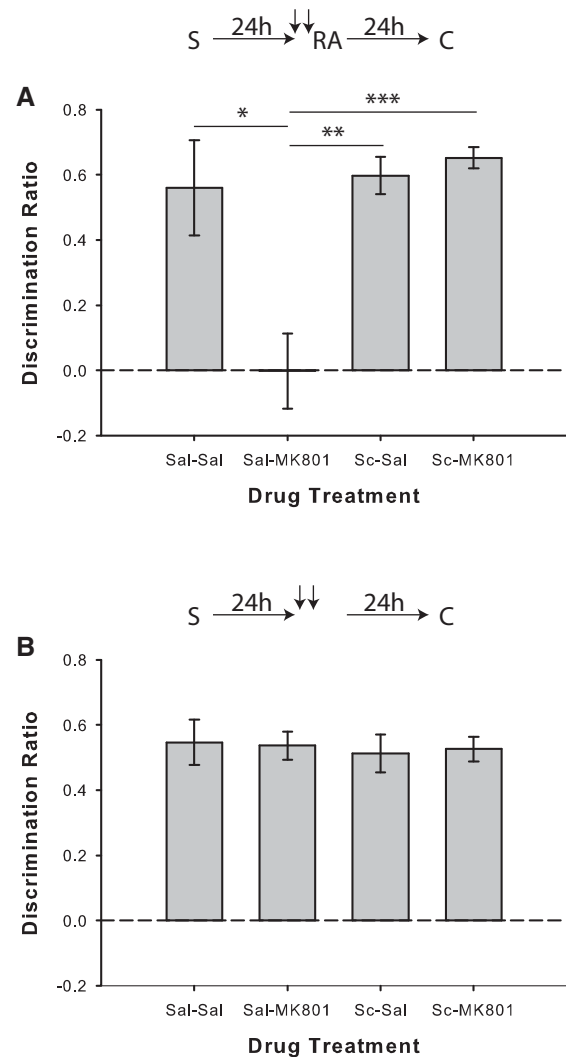 S 24h RA 24h C
A
* *** **
0.8
0.6
0.4
0.2
0.0
-0.2
Discrimination Ratio
Sal-Sal Sal-MK801 Sc-Sal Sc-MK801
Drug Treatment
S 24h 24h C
B
0.8
0.6
0.4
0.2
0.0
-0.2
Discrimination Ratio
Sal-Sal Sal-MK801 Sc-Sal Sc-MK801
Drug Treatment